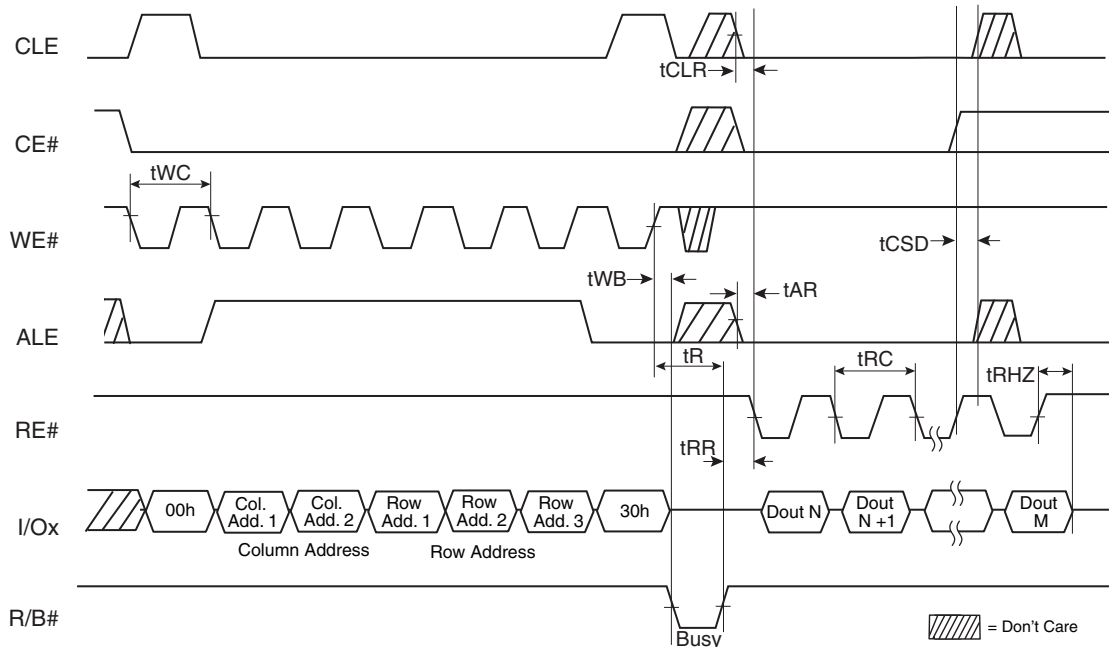 CLE
tCLR
CE#
tWC
WE#
tCSD
tWB
tAR
ALE
tR
tRC
tRHZ
RE#
tRR
I/Ox
00h
Col.
Add. 1
Col.
Add. 2
Row
Add. 1
Row
Add. 2
Row
Add. 3
30h
Dout N
Dout
N +1
Dout
M
Column Address
Row Address
R/B#
Busy
= Don't Care